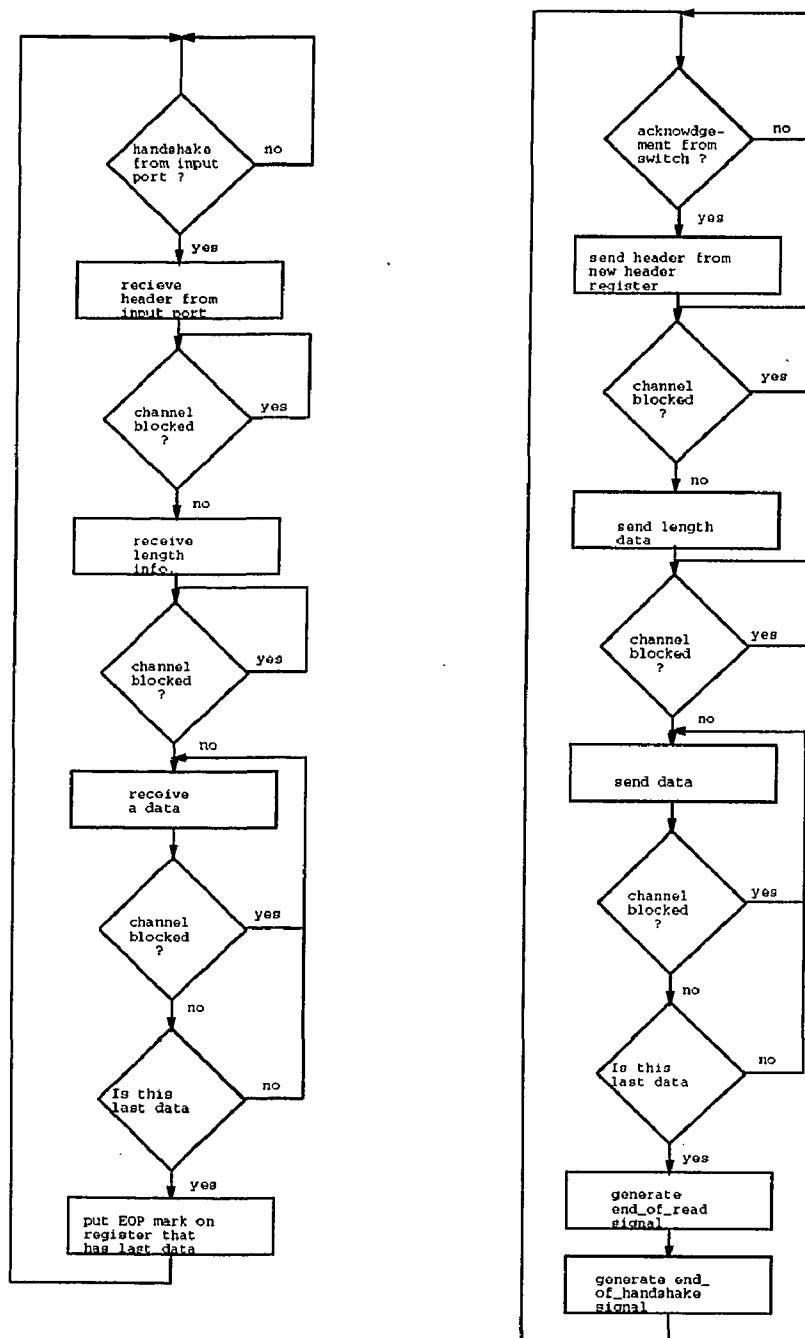 handshake
from input
port ?
no
yes
recieve
header from
input port
channel
blocked
?
yes
no
receive
length
info.
channel
blocked
?
yes
no
receive
a data
channel
blocked
?
yes
no
Is this
last data
no
yes
put EOP mark on
register that
has last data
acknowdge-
ment from
switch ?
no
yes
send header from
new header
register
channel
blocked
?
yes
no
send length
data
channel
blocked
?
yes
no
send data
channel
blocked
?
yes
no
Is this
last data
no
yes
generate
end_of_read
signal
generate end_
of_handshake
signal